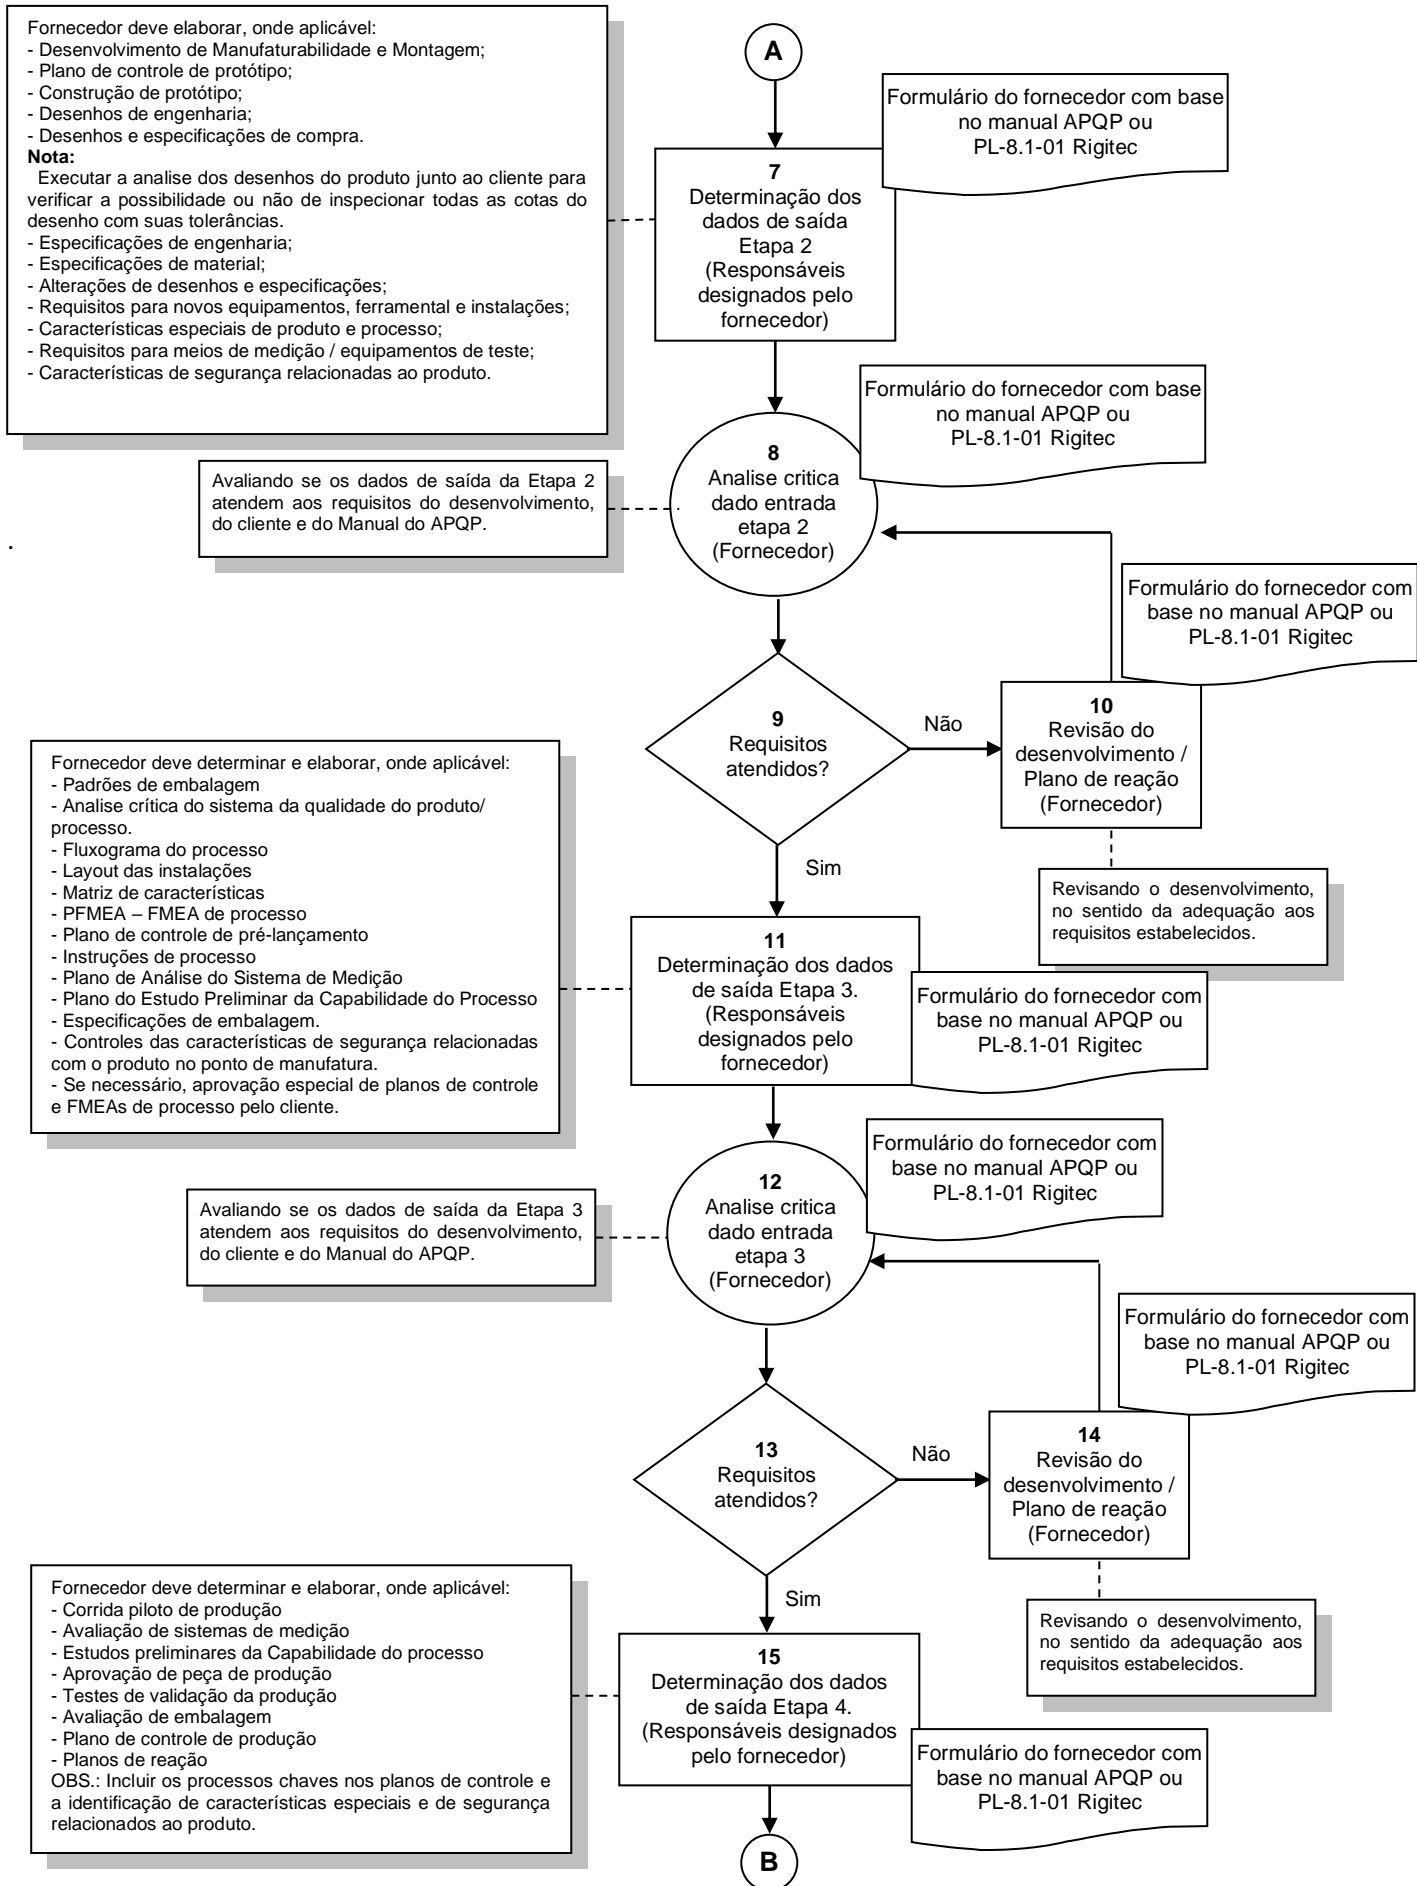 Fornecedor deve elaborar, onde aplicável:
- Desenvolvimento de Manufaturabilidade e Montagem;
- Plano de controle de protótipo;
- Construção de protótipo;
- Desenhos de engenharia;
- Desenhos e especificações de compra.
Nota:
Executar a analise dos desenhos do produto junto ao cliente para
verificar a possibilidade ou não de inspecionar todas as cotas do
desenho com suas tolerâncias.
- Especificações de engenharia;
- Especificações de material;
- Alterações de desenhos e especificações;
- Requisitos para novos equipamentos, ferramental e instalações;
- Características especiais de produto e processo;
- Requisitos para meios de medição / equipamentos de teste;
- Características de segurança relacionadas ao produto.
A
Formulário do fornecedor com base
no manual APQP ou
PL-8.1-01 Rigitec
7
Determinação dos
dados de saída
Etapa 2
(Responsáveis
designados pelo
fornecedor)
Formulário do fornecedor com base
no manual APQP ou
PL-8.1-01 Rigitec
8
Analise critica
dado entrada
etapa 2
(Fornecedor)
Avaliando se os dados de saída da Etapa 2
atendem aos requisitos do desenvolvimento,
do cliente e do Manual do APQP.
.
Formulário do fornecedor com
base no manual APQP ou
PL-8.1-01 Rigitec
9
Requisitos
atendidos?
Não
10
Revisão do
desenvolvimento /
Plano de reação
(Fornecedor)
Sim
Revisando o desenvolvimento,
no sentido da adequação aos
requisitos estabelecidos.
Fornecedor deve determinar e elaborar, onde aplicável:
- Padrões de embalagem
- Analise crítica do sistema da qualidade do produto/
processo.
- Fluxograma do processo
- Layout das instalações
- Matriz de características
- PFMEA – FMEA de processo
- Plano de controle de pré-lançamento
- Instruções de processo
- Plano de Análise do Sistema de Medição
- Plano do Estudo Preliminar da Capabilidade do Processo
- Especificações de embalagem.
- Controles das características de segurança relacionadas
com o produto no ponto de manufatura.
- Se necessário, aprovação especial de planos de controle
e FMEAs de processo pelo cliente.
11
Determinação dos dados
de saída Etapa 3.
(Responsáveis
designados pelo
fornecedor)
Formulário do fornecedor com
base no manual APQP ou
PL-8.1-01 Rigitec
Formulário do fornecedor com
base no manual APQP ou
PL-8.1-01 Rigitec
12
Analise critica
dado entrada
etapa 3
(Fornecedor)
Avaliando se os dados de saída da Etapa 3
atendem aos requisitos do desenvolvimento,
do cliente e do Manual do APQP.
Formulário do fornecedor com
base no manual APQP ou
PL-8.1-01 Rigitec
13
Requisitos
atendidos?
Não
14
Revisão do
desenvolvimento /
Plano de reação
(Fornecedor)
Sim
Revisando o desenvolvimento,
no sentido da adequação aos
requisitos estabelecidos.
Fornecedor deve determinar e elaborar, onde aplicável:
- Corrida piloto de produção
- Avaliação de sistemas de medição
- Estudos preliminares da Capabilidade do processo
- Aprovação de peça de produção
- Testes de validação da produção
- Avaliação de embalagem
- Plano de controle de produção
- Planos de reação
OBS.: Incluir os processos chaves nos planos de controle e
a identificação de características especiais e de segurança
relacionados ao produto.
15
Determinação dos dados
de saída Etapa 4.
(Responsáveis designados
pelo fornecedor)
Formulário do fornecedor com
base no manual APQP ou
PL-8.1-01 Rigitec
B